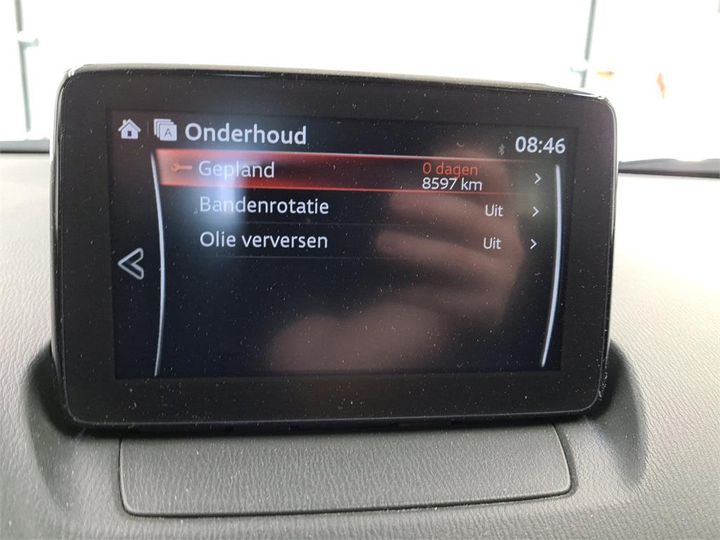 A Onderhoud 08:46
Gepland 0 dagen
8597 km
Bandenrotatie Uit
Olie verversen Uit